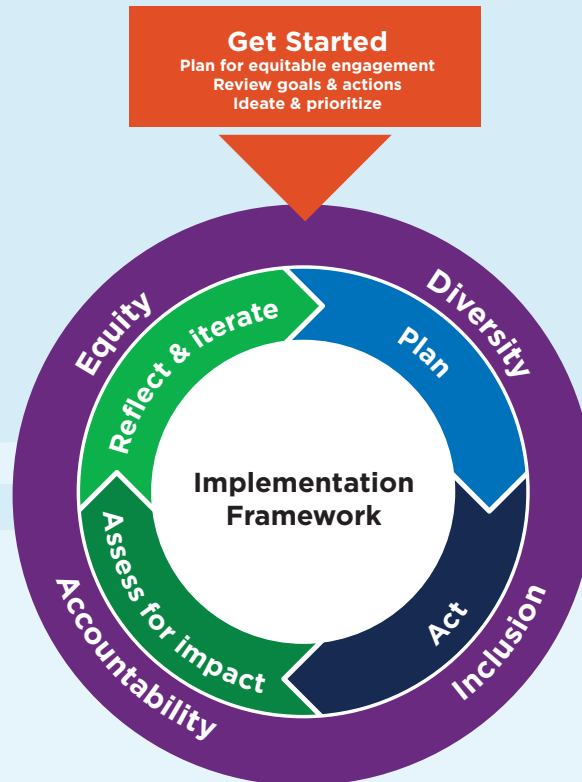 Get Started
Plan for equitable engagement
Review goals & actions
Ideate & prioritize
Equity
Diversity
Reflect & iterate
Plan
Implementation
Framework
Assess for impact
Act
Accountability
Inclusion